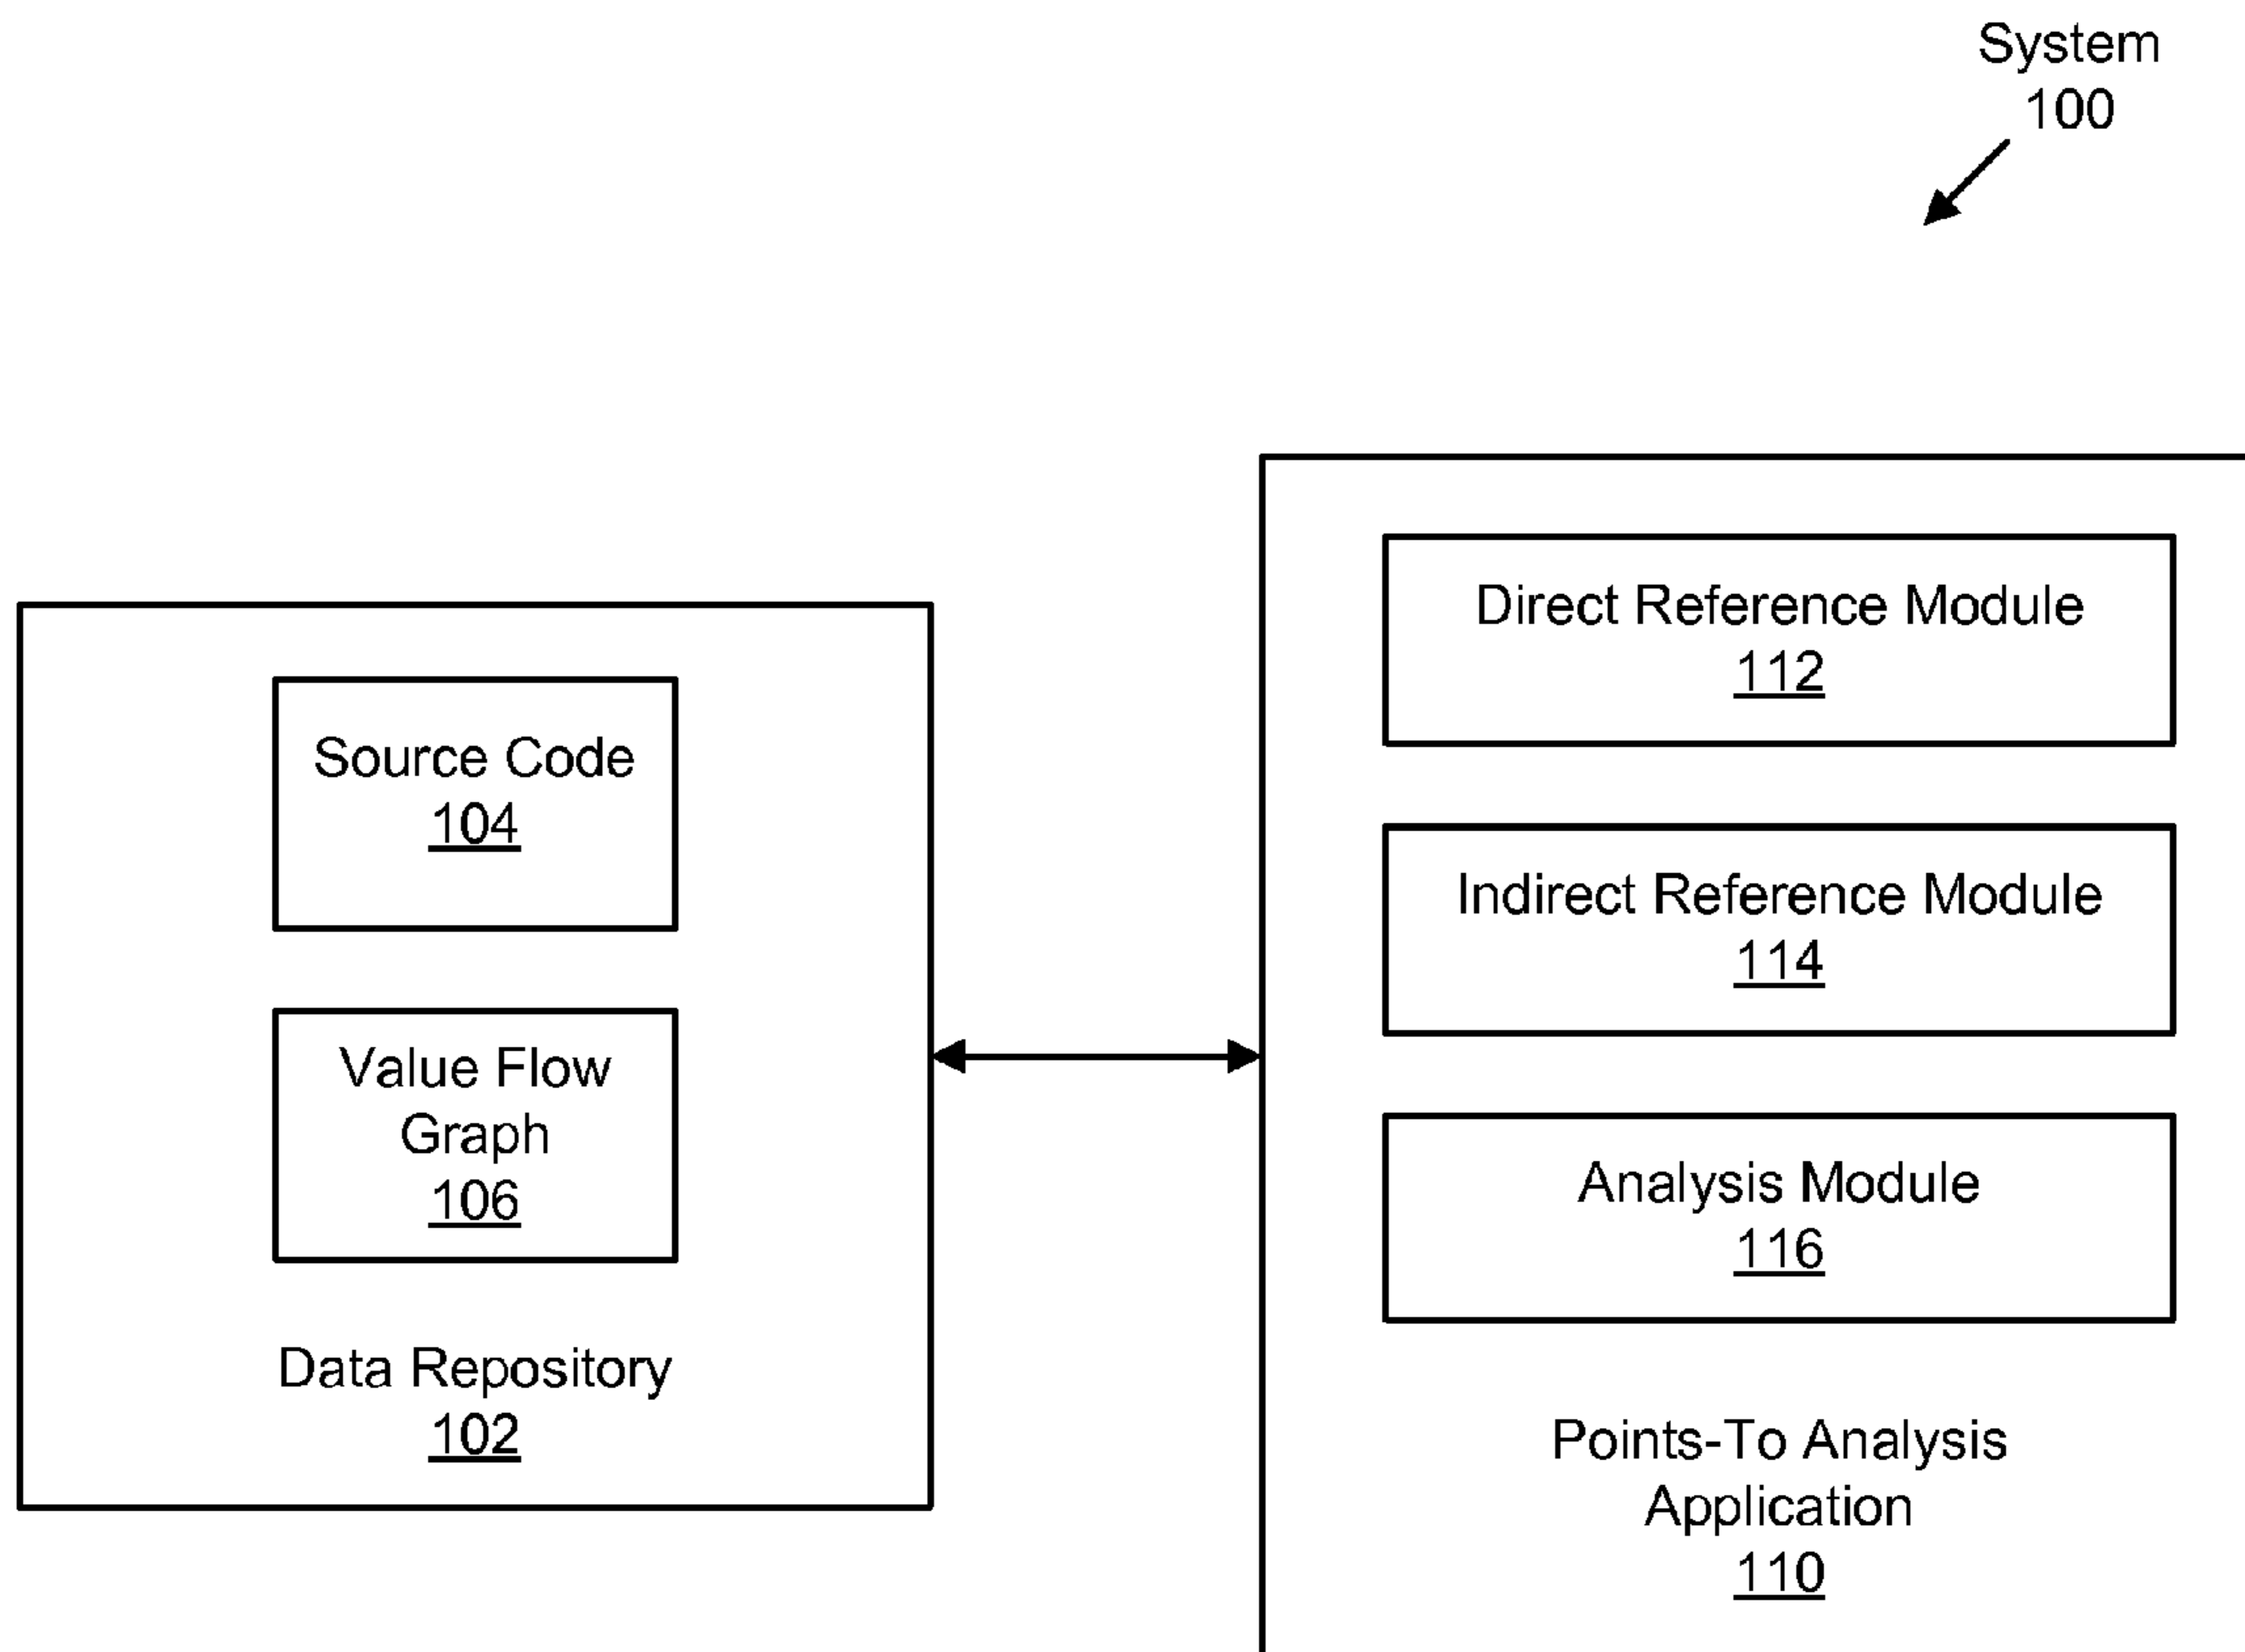 System
100
Source Code
104
Value Flow
Graph
106
Data Repository
102
Direct Reference Module
112
Indirect Reference Module
114
Analysis Module
116
Points-To Analysis
Application
110